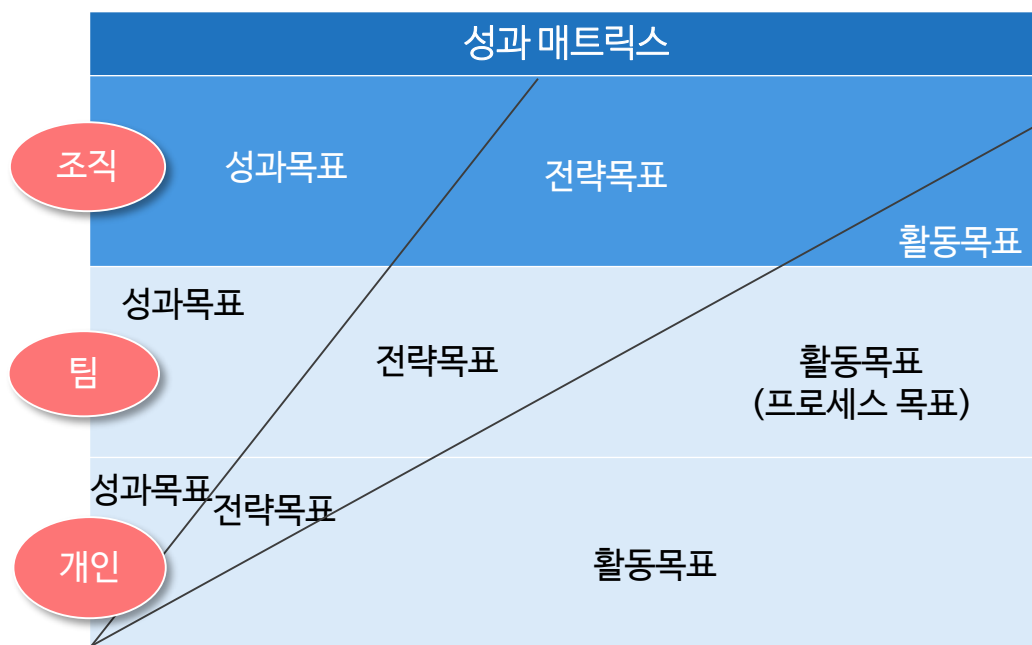 성과 매트릭스
조직
성과목표
전략목표
활동목표
팀
성과목표
전략목표
활동목표
(프로세스 목표)
개인
성과목표
전략목표
활동목표